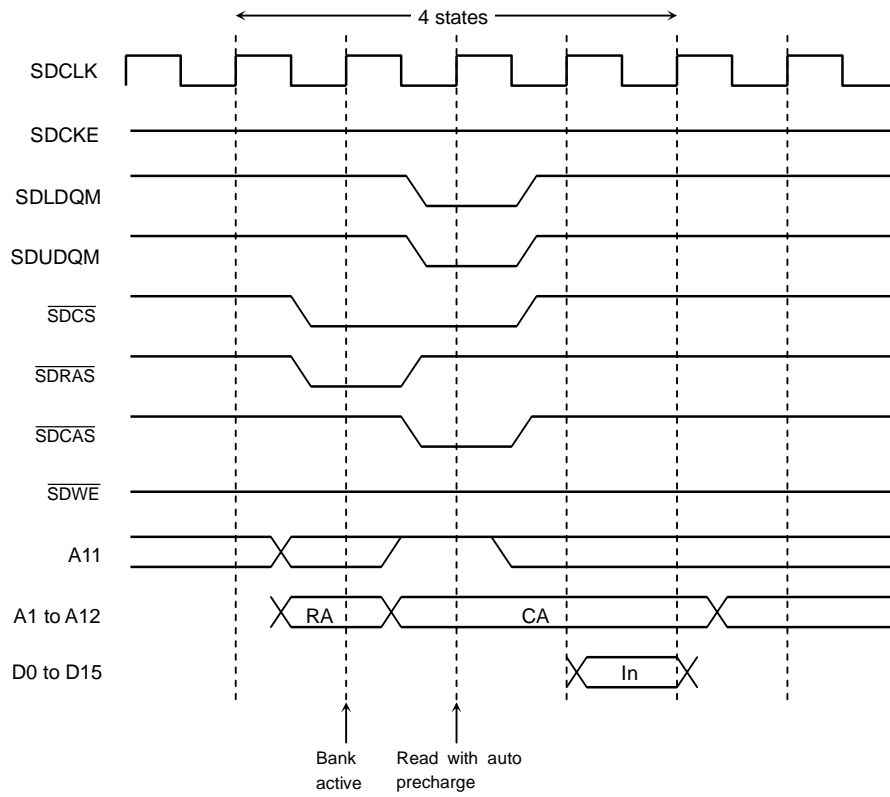 4 states
SDCLK
SDCKE
SDLDQM
SDUDQM
SDCS
SDRAS
SDCAS
SDWE
A11
A1 to A12 RA CA
D0 to D15 In
Bank Read with auto
active precharge